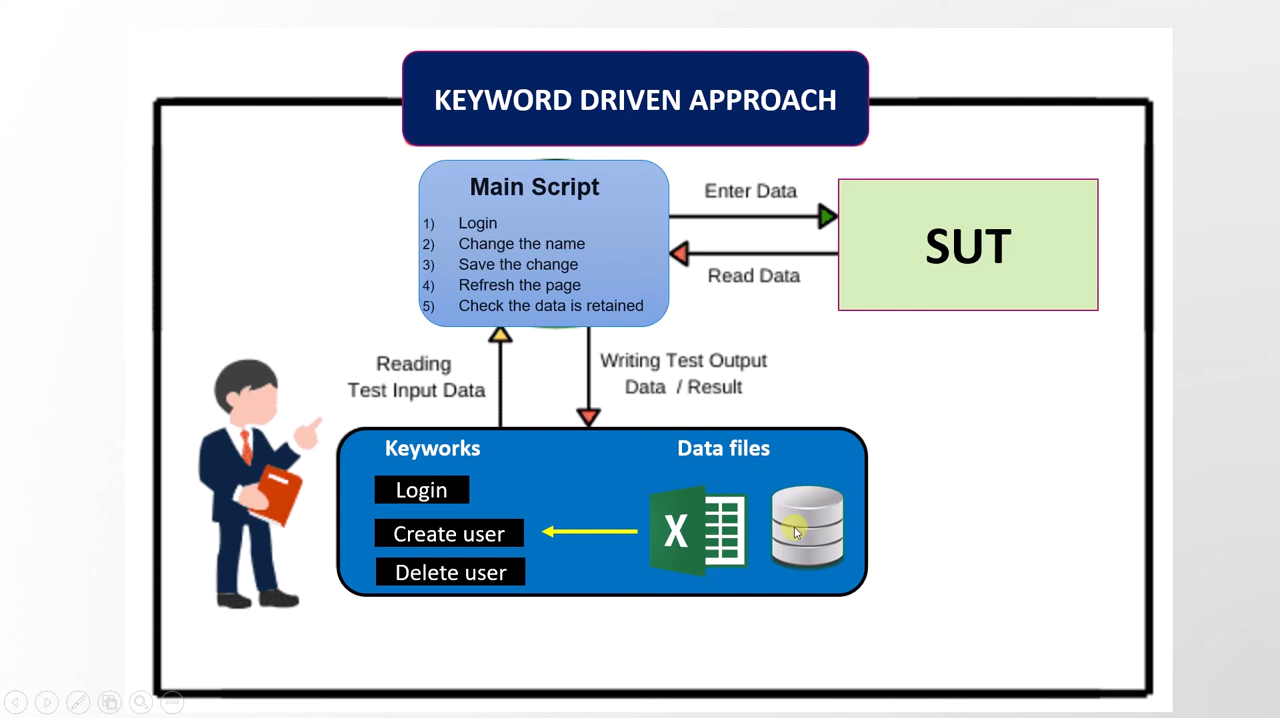 KEYWORD DRIVEN APPROACH
Main Script
1) Login
2) Change the name
3) Save the change
4) Refresh the page
5) Check the data is retained
Enter Data
Read Data
SUT
Reading
Test Input Data
Writing Test Output
Data / Result
Keyworks
Login
Create user
Delete user
Data files
X